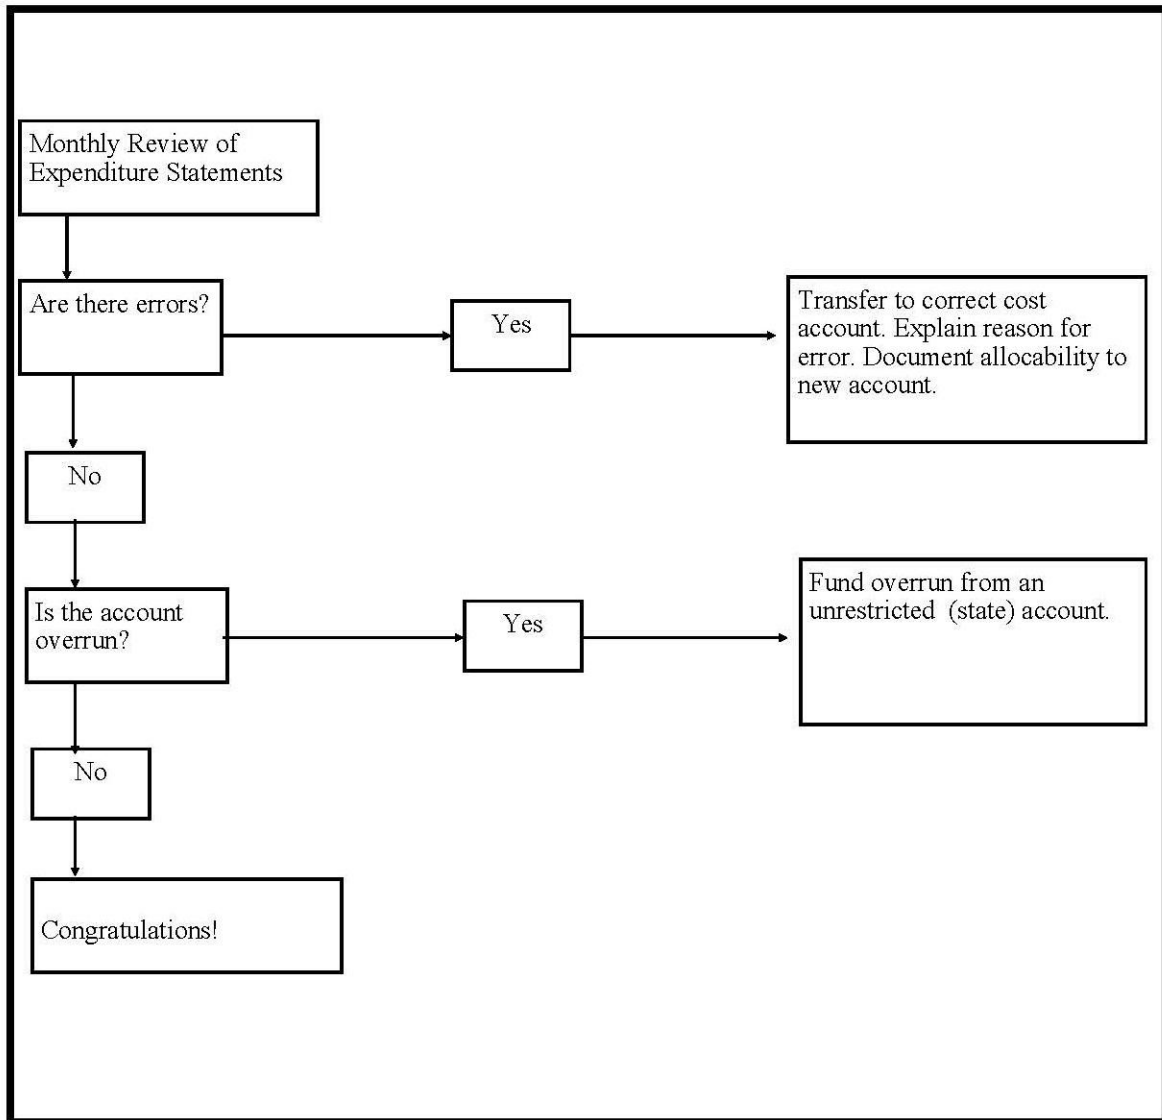 Monthly Review of
Expenditure Statements
Are there errors?
Yes
Transfer to correct cost
account. Explain reason for
error. Document allocability to
new account.
No
Is the account
overrun?
Yes
Fund overrun from an
unrestricted  (state) account.
No
Congratulations!